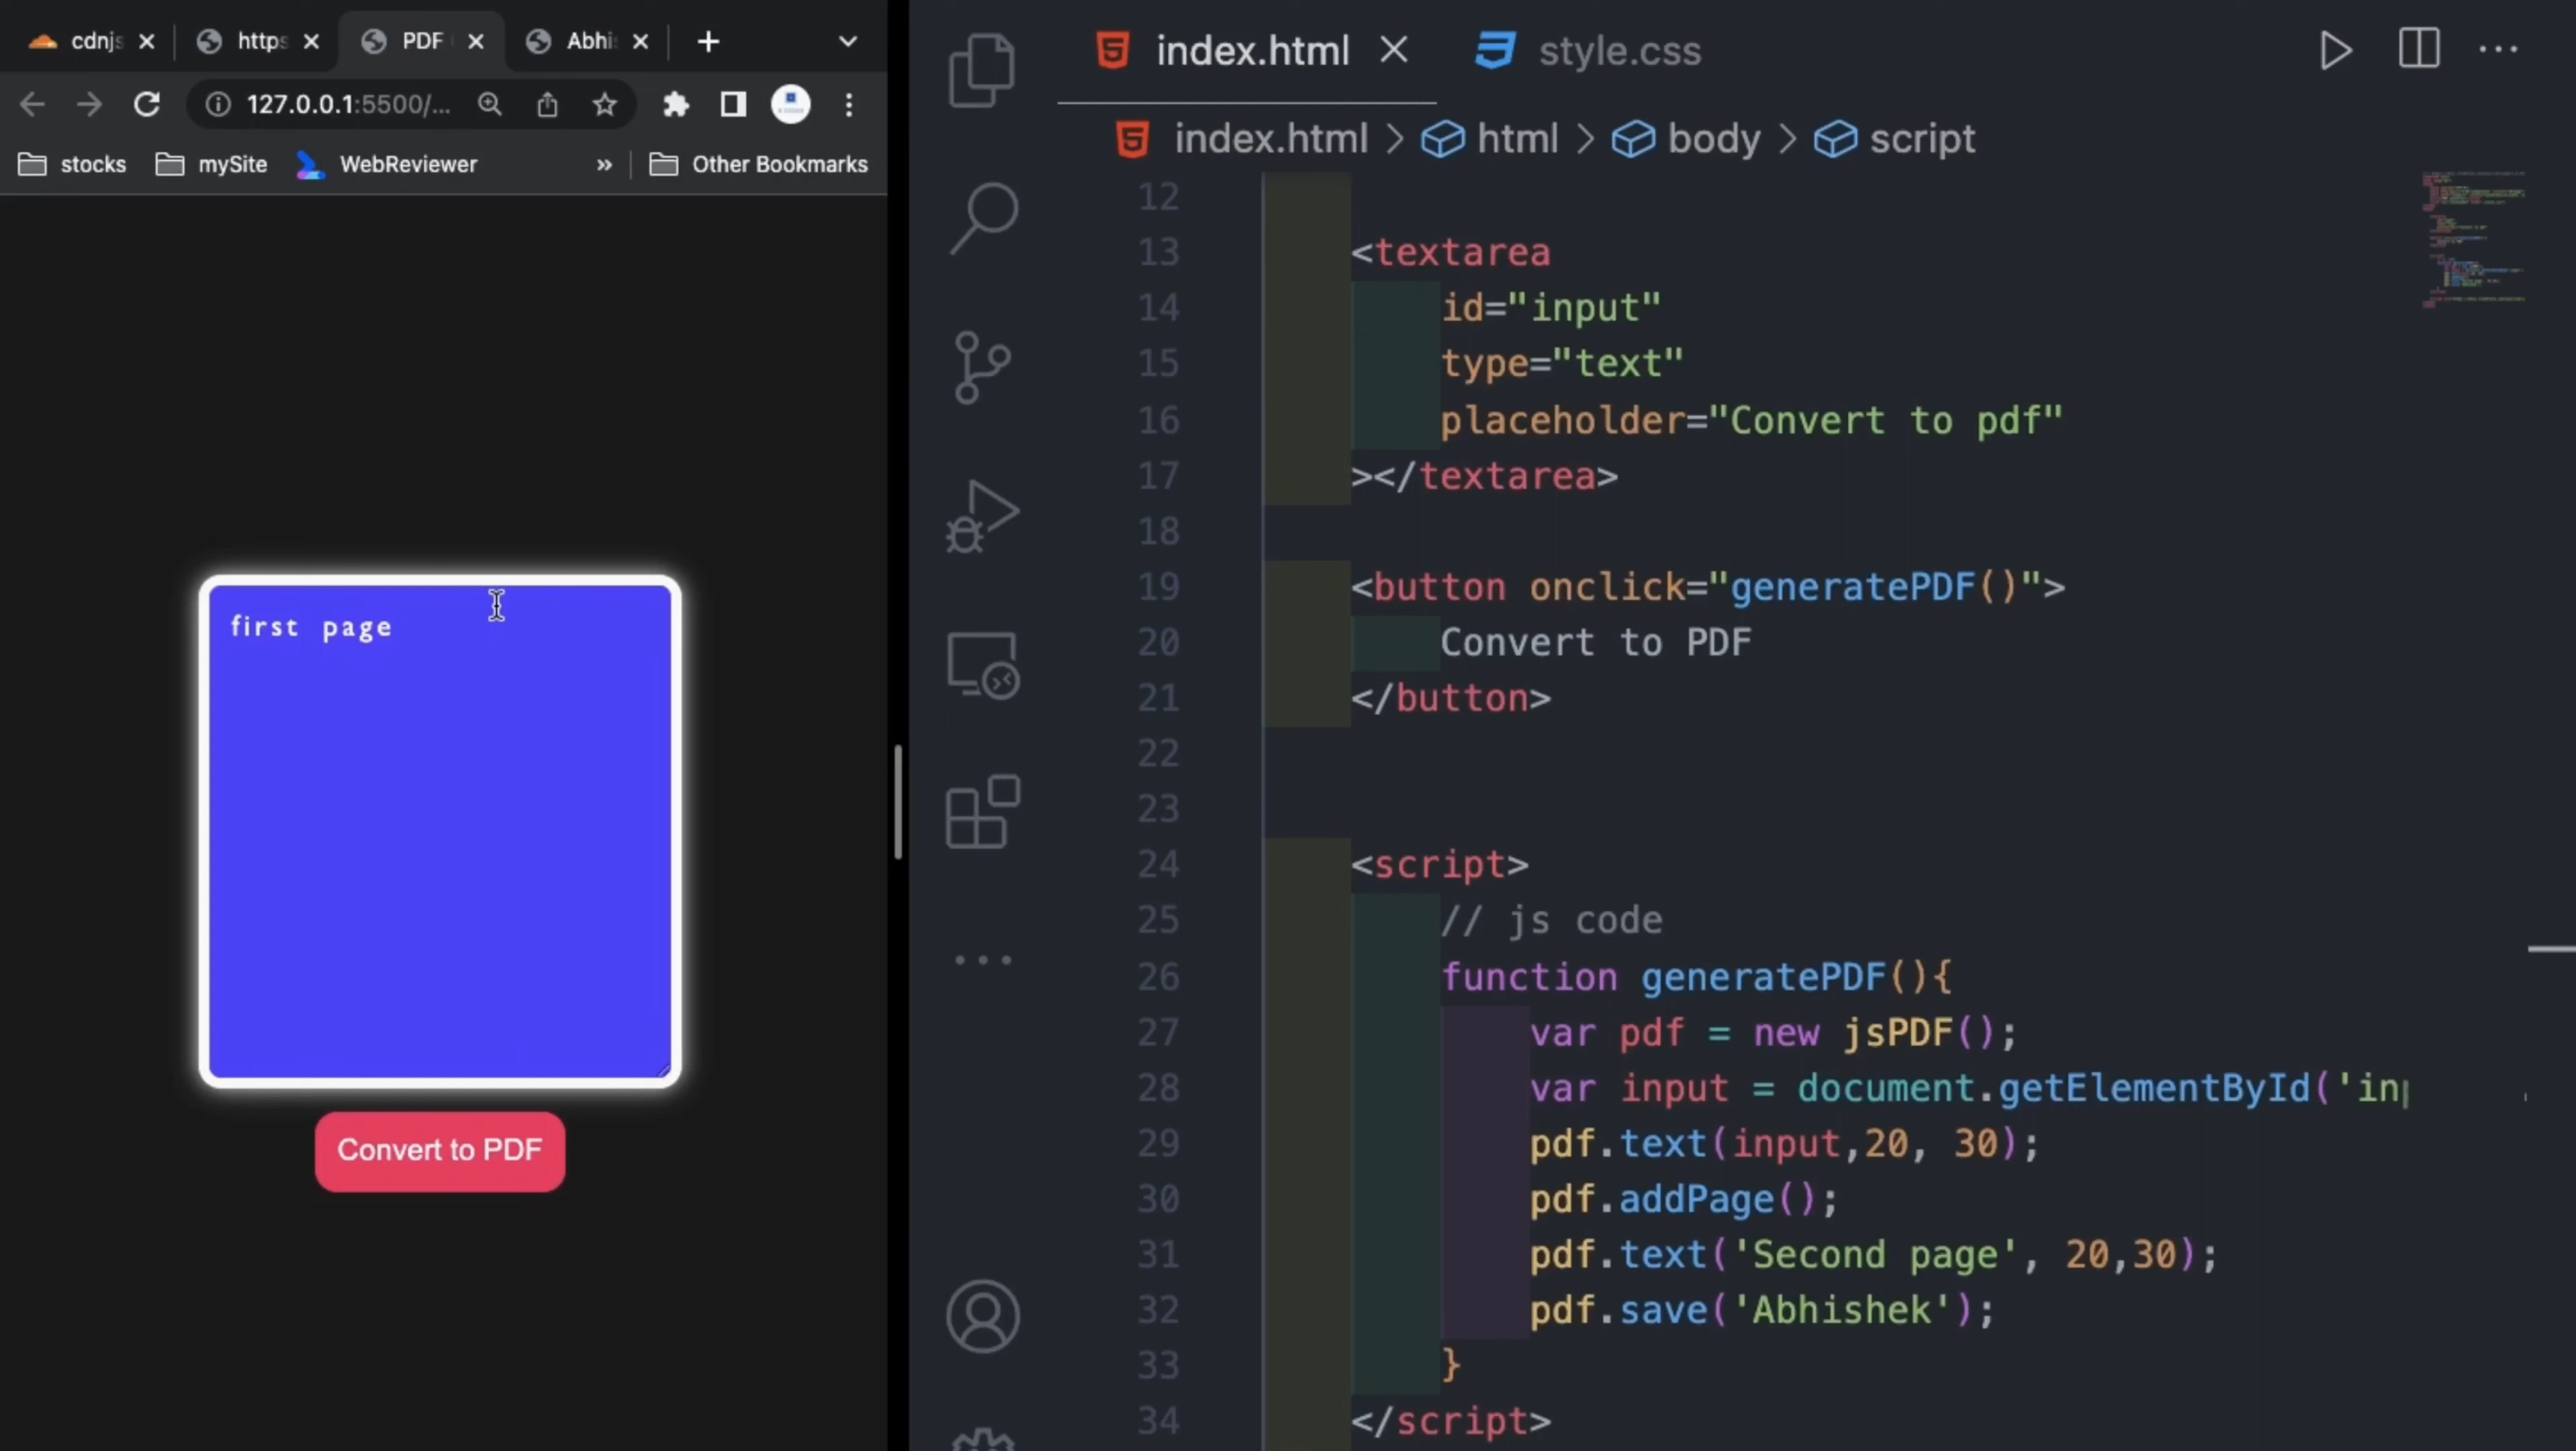 cdnjs
https
PDF
Abhi
127.0.0.1:5500/...
stocks
mySite
WebReviewer
»
Other Bookmarks
first page
Convert to PDF
index.html
style.css
index.html > html > body > script
12
13 <textarea
14 id="input"
15 type="text"
16 placeholder="Convert to pdf"
17 ></textarea>
18
19 <button onclick="generatePDF()">
20 Convert to PDF
21 </button>
22
23
24 <script>
25 // js code
26 function generatePDF(){
27 var pdf = new jsPDF();
28 var input = document.getElementById('inp
29 pdf.text(input,20, 30);
30 pdf.addPage();
31 pdf.text('Second page', 20,30);
32 pdf.save('Abhishek');
33 }
34 </script>